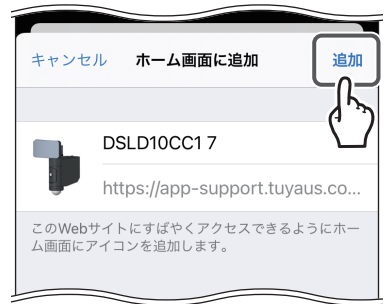 キャンセル ホーム画面に追加 追加
DSLD10CC1 7
https://app-support.tuyaus.co...
このWebサイトにすばやくアクセスできるようにホー
ム画面にアイコンを追加します。